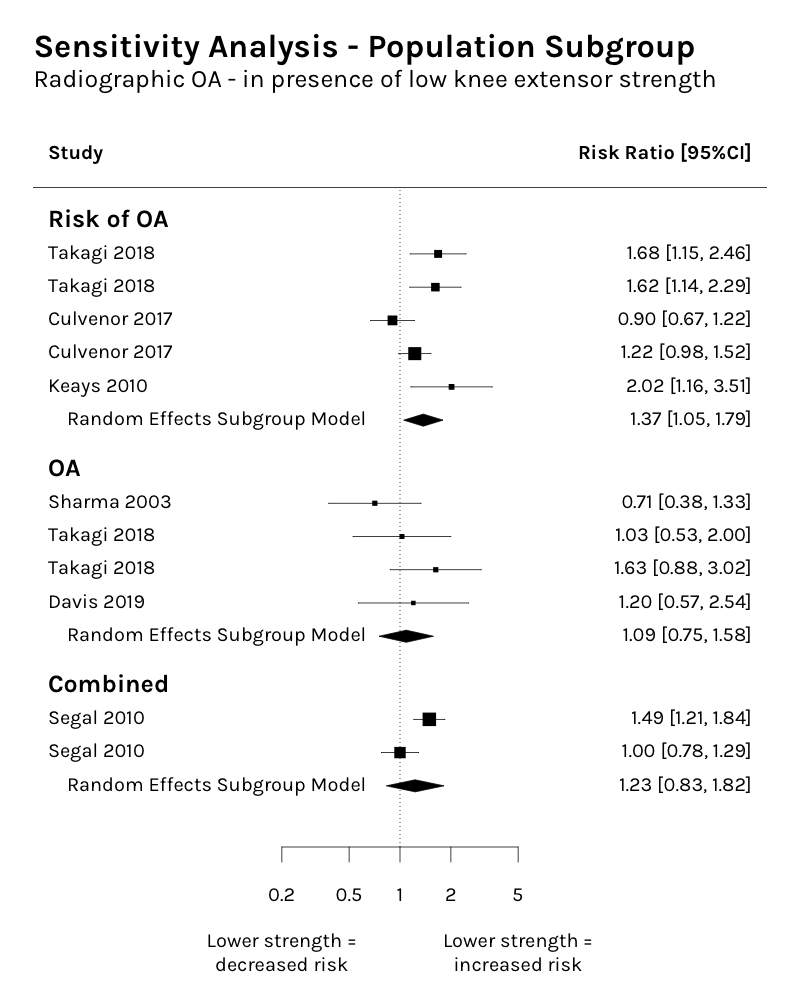 Sensitivity Analysis - Population Subgroup
Radiographic OA - in presence of low knee extensor strength
Study Risk Ratio [95%CI]
Risk of OA
Takagi 2018 1.68 [1.15, 2.46]
Takagi 2018 1.62 [1.14, 2.29]
Culvenor 2017 0.90 [0.67, 1.22]
Culvenor 2017 1.22 [0.98, 1.52]
Keays 2010 2.02 [1.16, 3.51]
Random Effects Subgroup Model 1.37 [1.05, 1.79]
OA
Sharma 2003 0.71 [0.38, 1.33]
Takagi 2018 1.03 [0.53, 2.00]
Takagi 2018 1.63 [0.88, 3.02]
Davis 2019 1.20 [0.57, 2.54]
Random Effects Subgroup Model 1.09 [0.75, 1.58]
Combined
Segal 2010 1.49 [1.21, 1.84]
Segal 2010 1.00 [0.78, 1.29]
Random Effects Subgroup Model 1.23 [0.83, 1.82]
0.2 0.5 1 2 5
Lower strength = Lower strength =
decreased risk increased risk